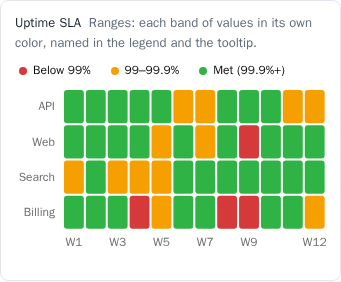 Uptime SLA Ranges: each band of values in its own
color, named in the legend and the tooltip.
Below 99% 99–99.9% Met (99.9%+)
API
Web
Search
Billing
W1 W3 W5 W7 W9 W12